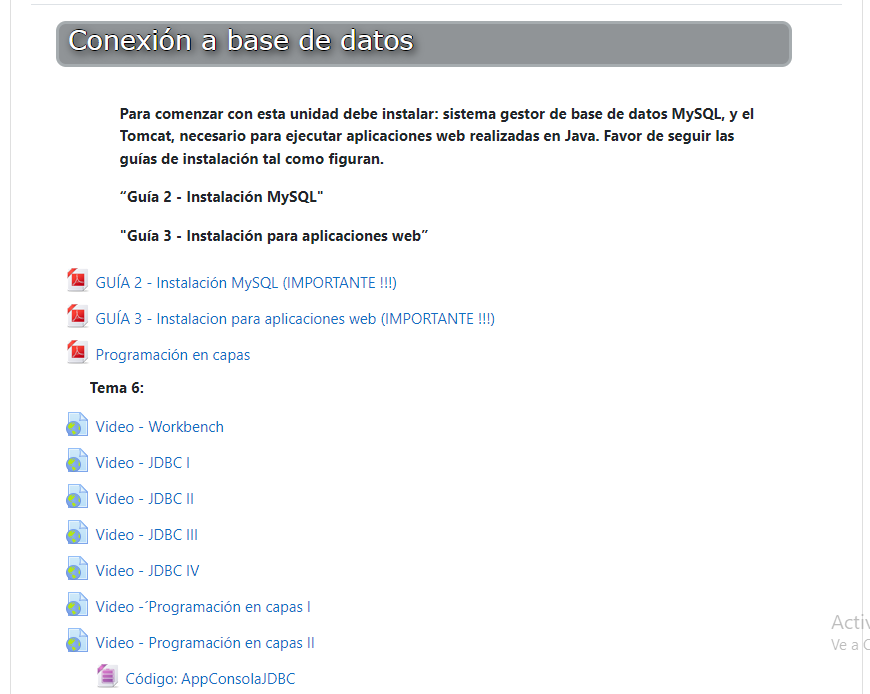 Conexión a base de datos
Para comenzar con esta unidad debe instalar: sistema gestor de base de datos MySQL, y el
Tomcat, necesario para ejecutar aplicaciones web realizadas en Java. Favor de seguir las
guías de instalación tal como figuran.
“Guía 2 - Instalación MySQL"
"Guía 3 - Instalación para aplicaciones web”
GUÍA 2 - Instalación MySQL (IMPORTANTE !!!)
GUÍA 3 - Instalacion para aplicaciones web (IMPORTANTE !!!)
Programación en capas
Tema 6:
Video - Workbench
Video - JDBC I
Video - JDBC II
Video - JDBC III
Video - JDBC IV
Video -´Programación en capas I
Video - Programación en capas II
Código: AppConsolaJDBC
Ve a